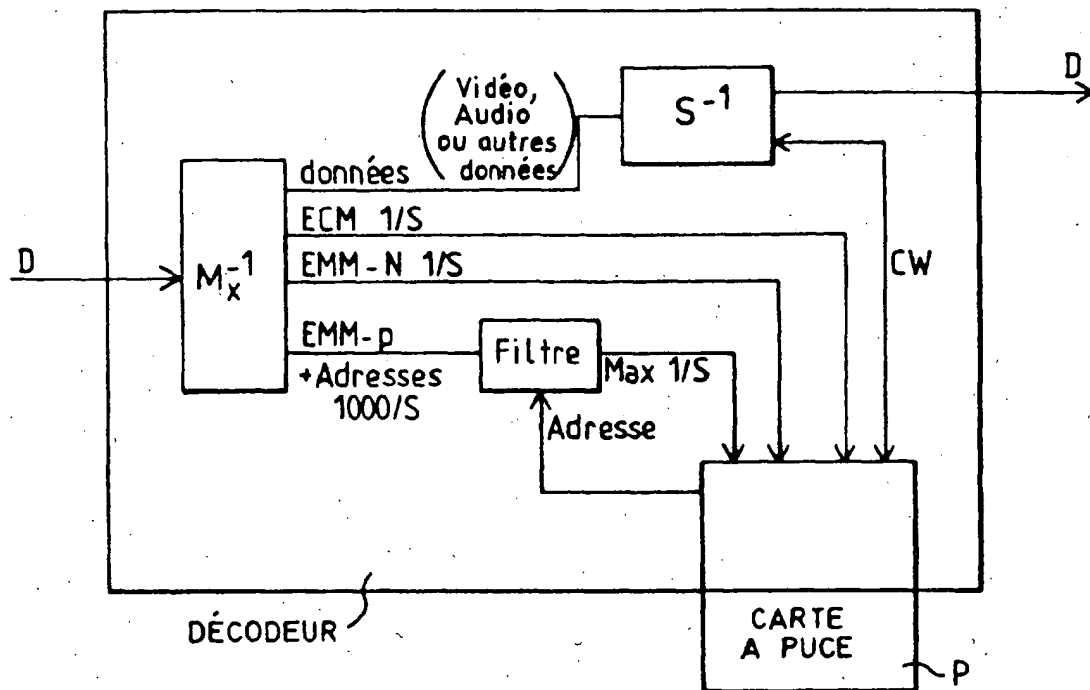 D
(Vidéo,
Audio
ou autres
données)
S⁻¹
données
ECM 1/S
D
EMM-N 1/S
CW
Mx⁻¹
EMM-p
+Adresses
1000/S
Filtre
Max 1/S
Adresse
DÉCODEUR
CARTE
A PUCE
P